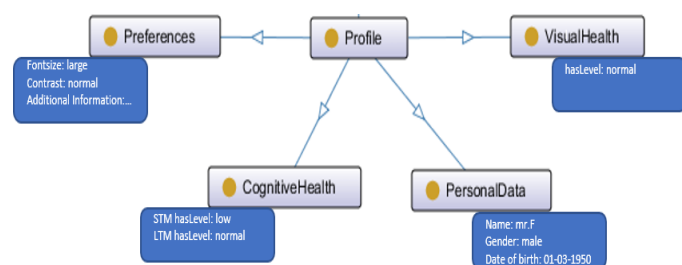 Preferences
Profile
VisualHealth
Fontsize: large
Contrast: normal
Additional Information:...
hasLevel: normal
CognitiveHealth
PersonalData
STM hasLevel: low
LTM hasLevel: normal
Name: mr.F
Gender: male
Date of birth: 01-03-1950